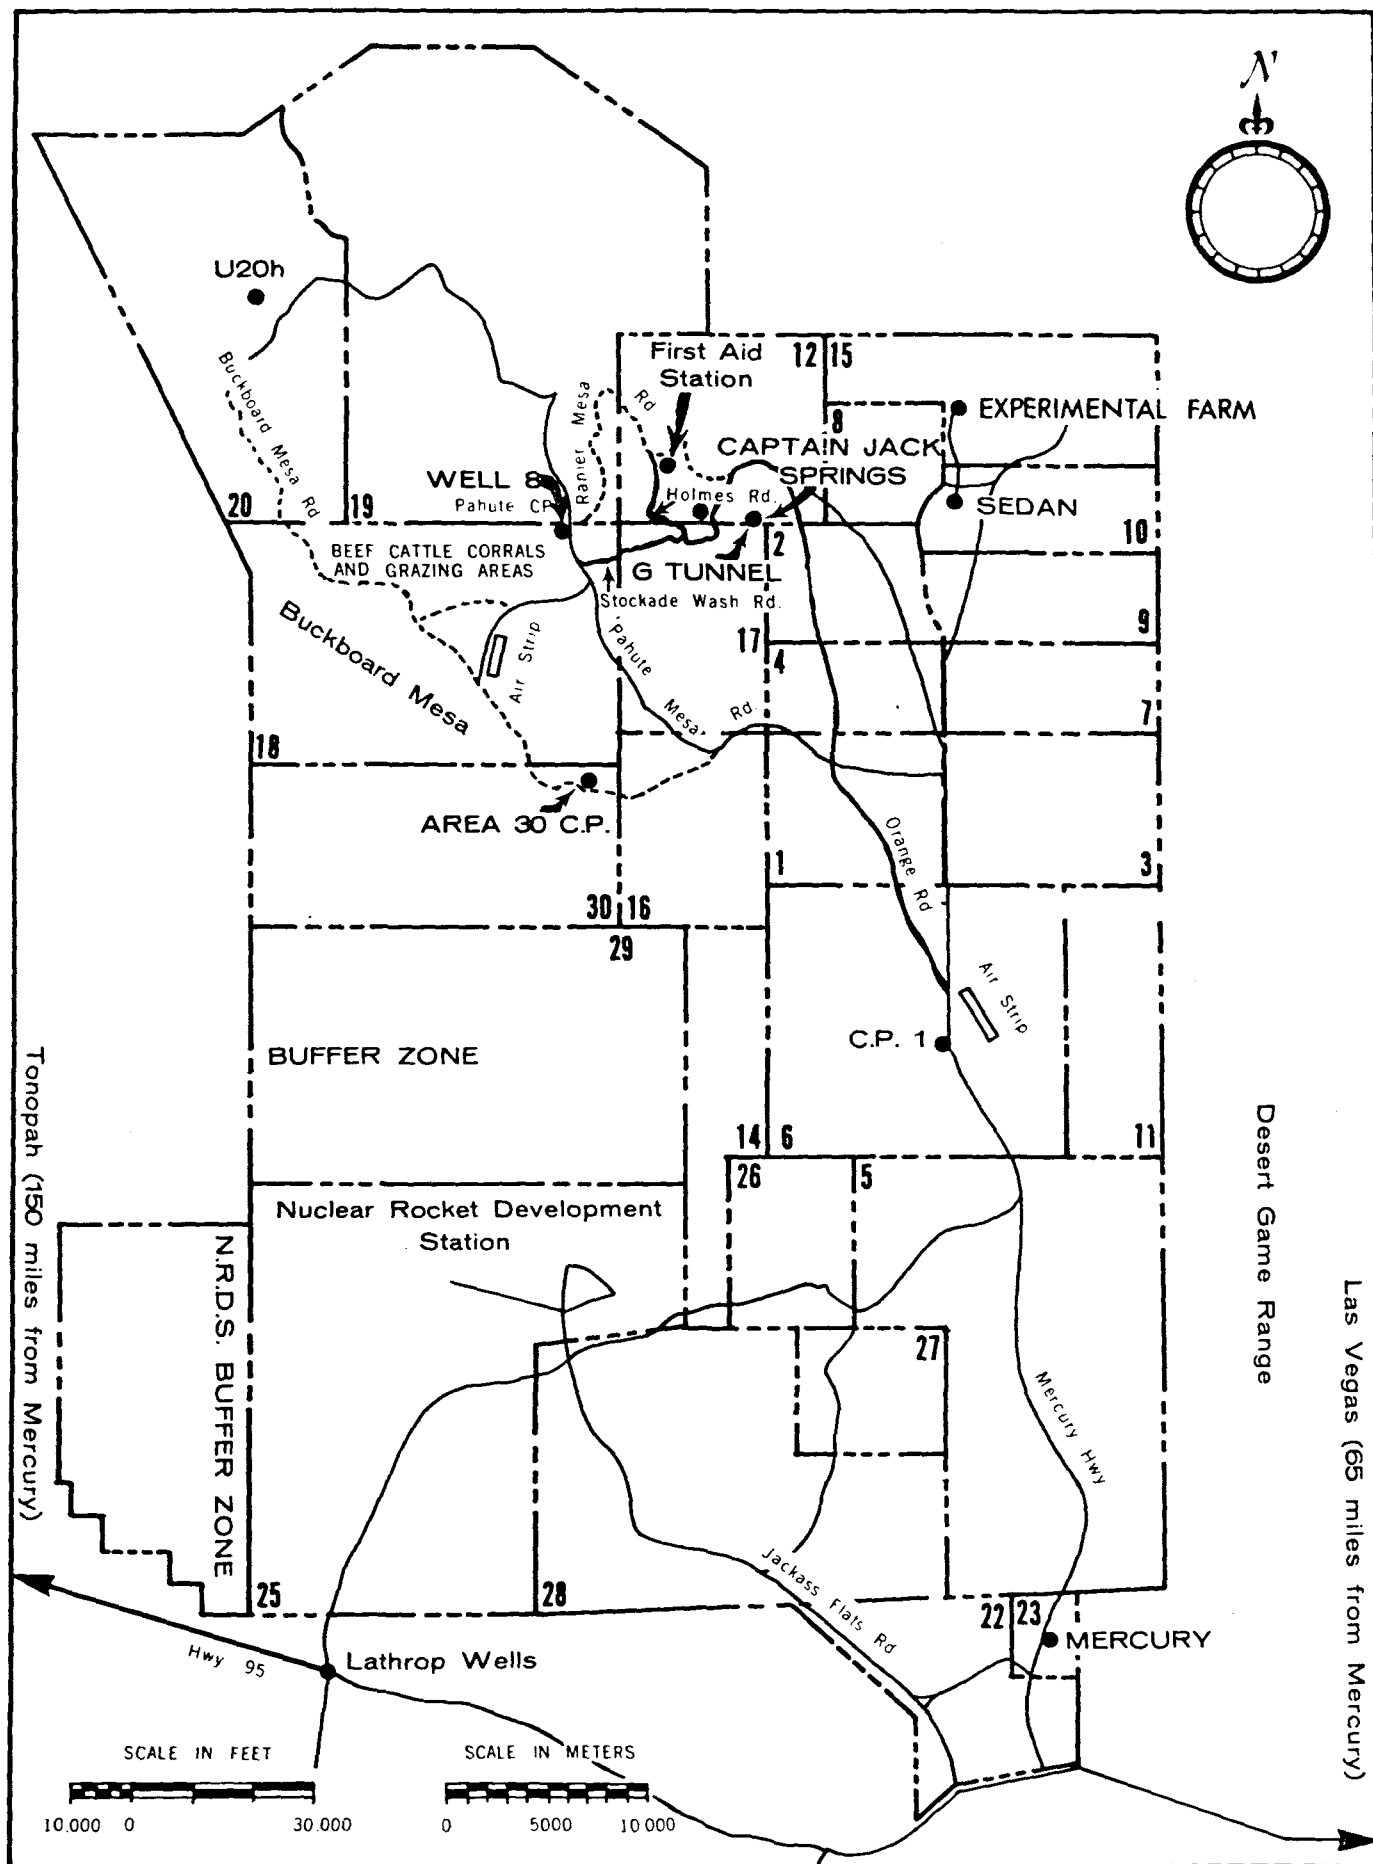 N
U20h
First Aid
Station
12
15
Buckboard Mesa Rd
Ranier Mesa Rd
EXPERIMENTAL FARM
8
CAPTAIN JACK
SPRINGS
WELL 8
Pahute CP
Holmes Rd.
SEDAN
20
19
10
2
BEEF CATTLE CORRALS
AND GRAZING AREAS
G TUNNEL
Stockade Wash Rd.
Buckboard Mesa
Air Strip
Pahute Mesa Rd.
17
4
9
7
18
AREA 30 C.P.
Orange Rd
1
3
30
16
29
Air Strip
C.P. 1
BUFFER ZONE
14
6
11
26
5
Desert Game Range
Tonopah (150 miles from Mercury)
Las Vegas (65 miles from Mercury)
Nuclear Rocket Development
Station
N.R.D.S. BUFFER ZONE
27
Mercury Hwy
Jackass Flats Rd
25
28
22
23
MERCURY
Hwy 95
Lathrop Wells
SCALE IN FEET
10.000 0 30.000
SCALE IN METERS
0 5000 10 000